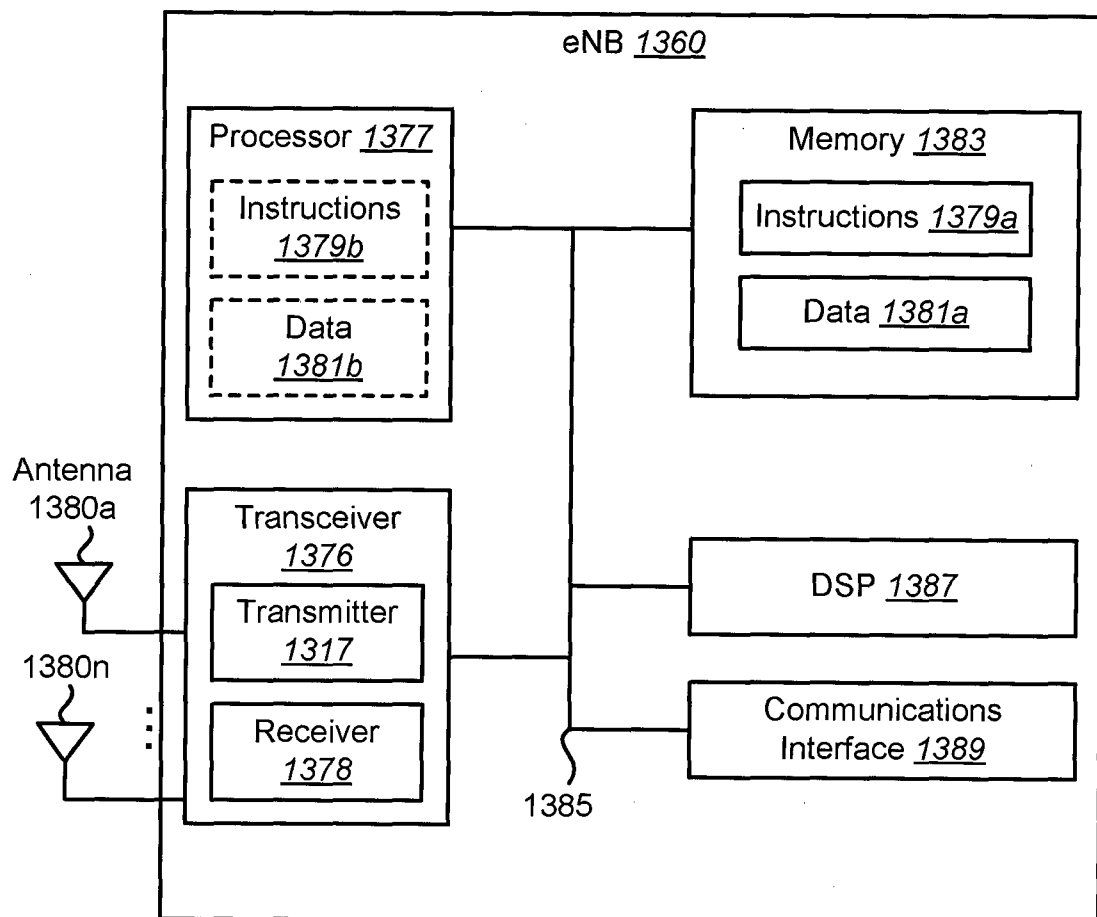 eNB 1360
Processor 1377
Instructions
1379b
Data
1381b
Memory 1383
Instructions 1379a
Data 1381a
Antenna
1380a
1380n
Transceiver
1376
Transmitter
1317
Receiver
1378
DSP 1387
Communications
Interface 1389
1385